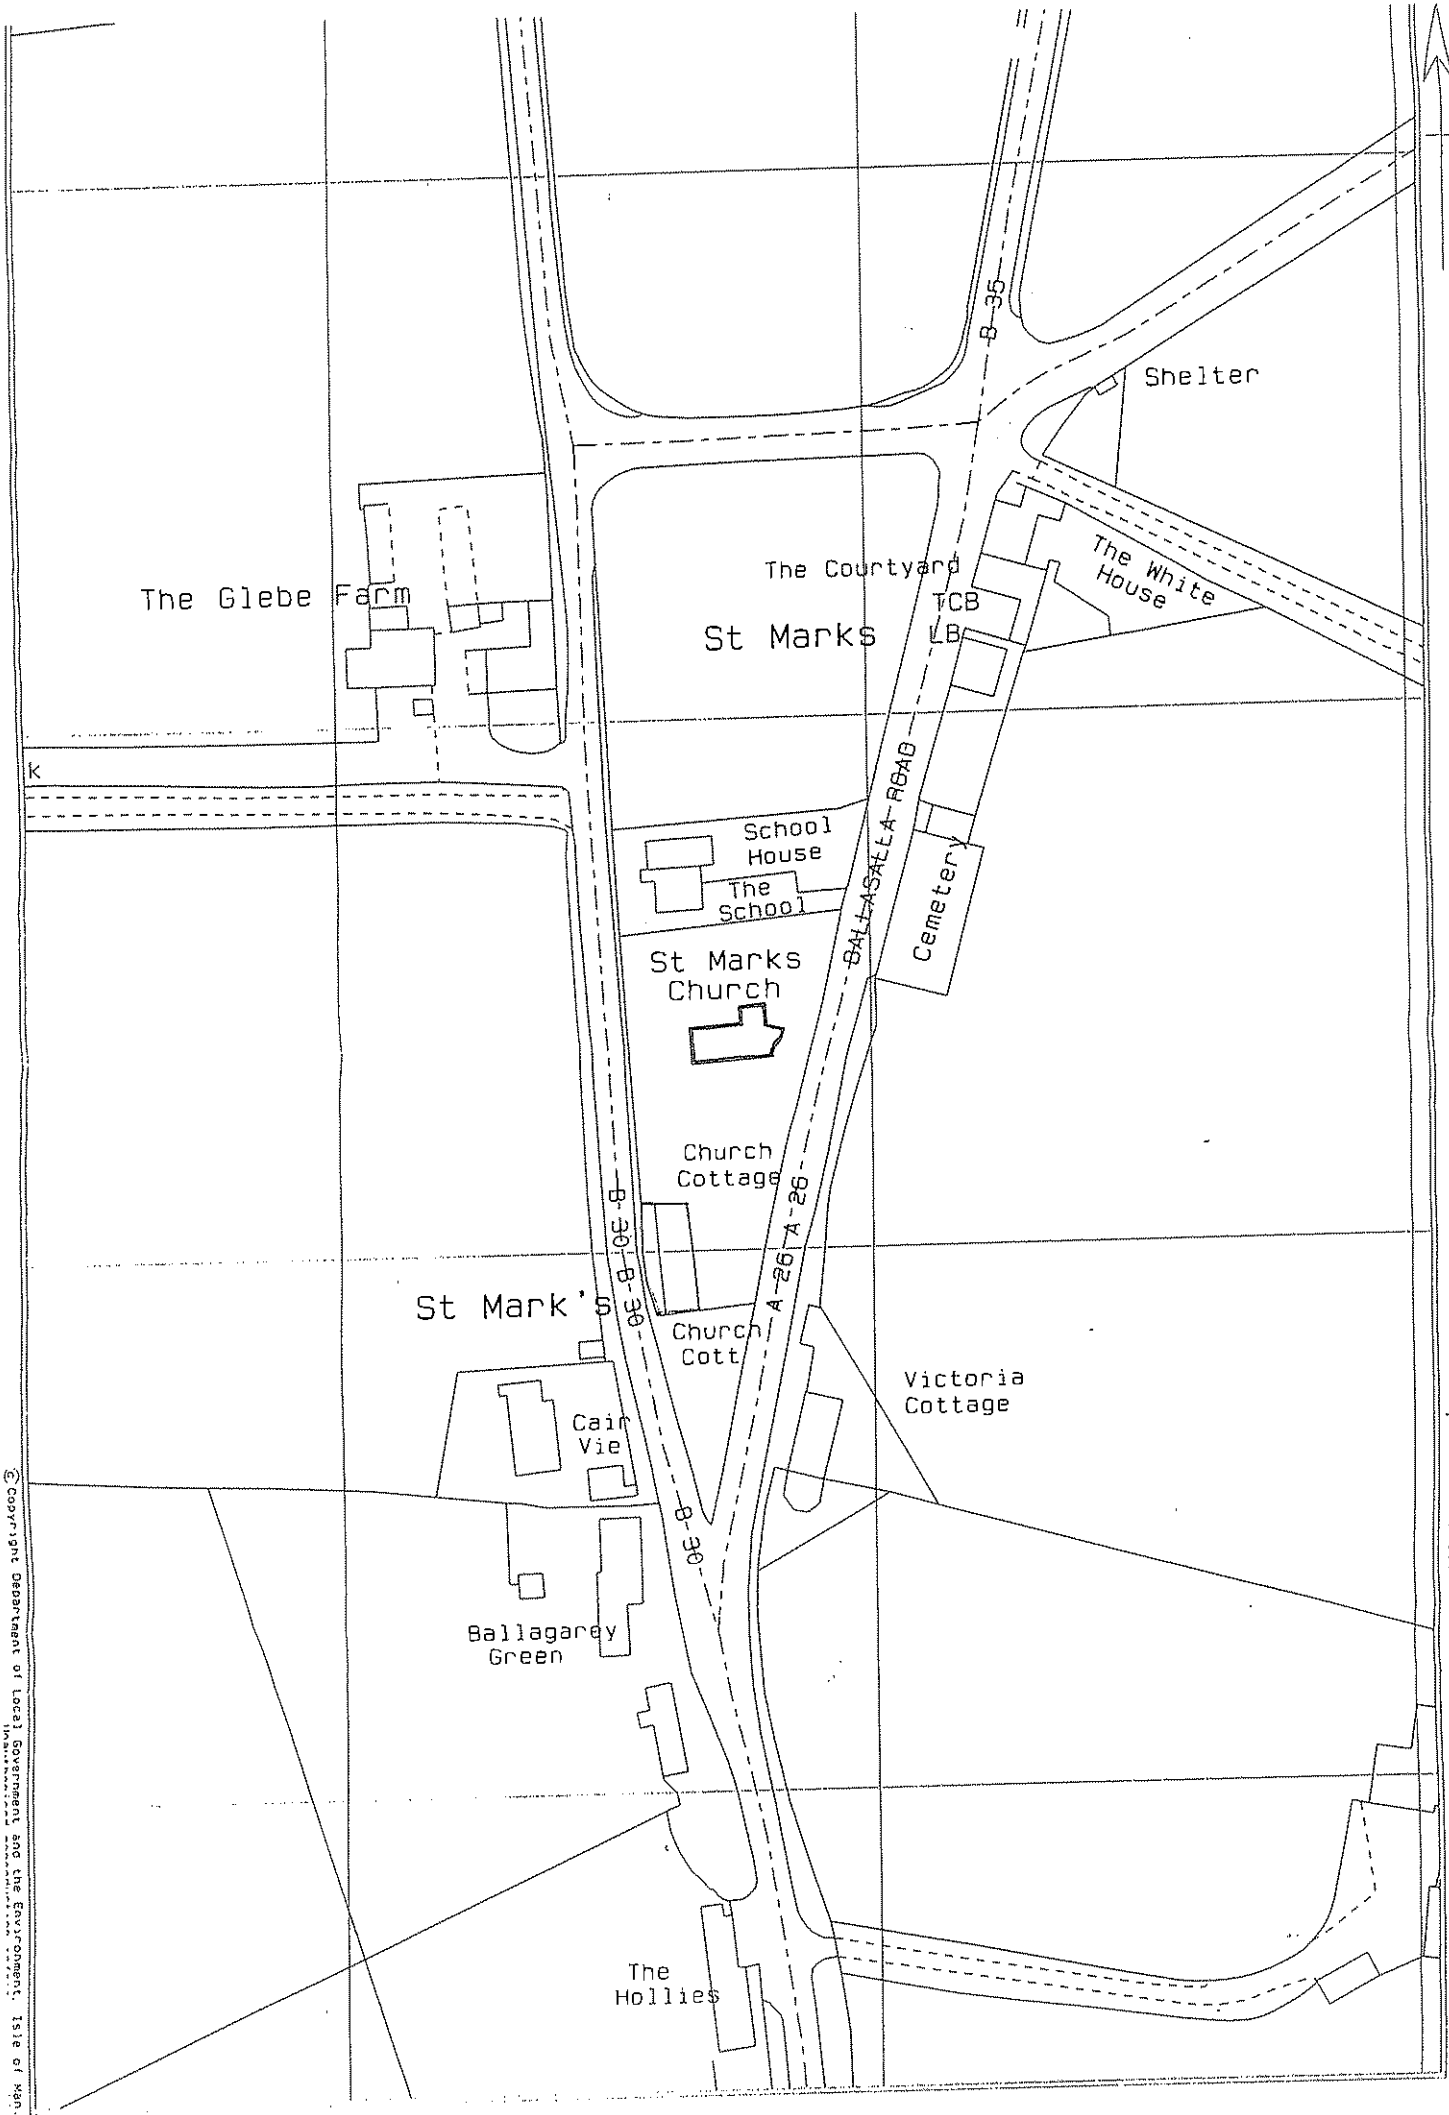 B 35
Shelter
The Courtyard
The White
House
The Glebe Farm
TCB
St Marks
LB
BALLASALLA ROAD
k
School
House
The
School
Cemetery
St Marks
Church
Church
Cottage
B 30
B 30
A 26
A 26
St Mark's
Church
Cott
Victoria
Cottage
Cair
Vie
B 30
Ballagarey
Green
The
Hollies
© Copyright Department of Local Government and the Environment, Isle of Man.